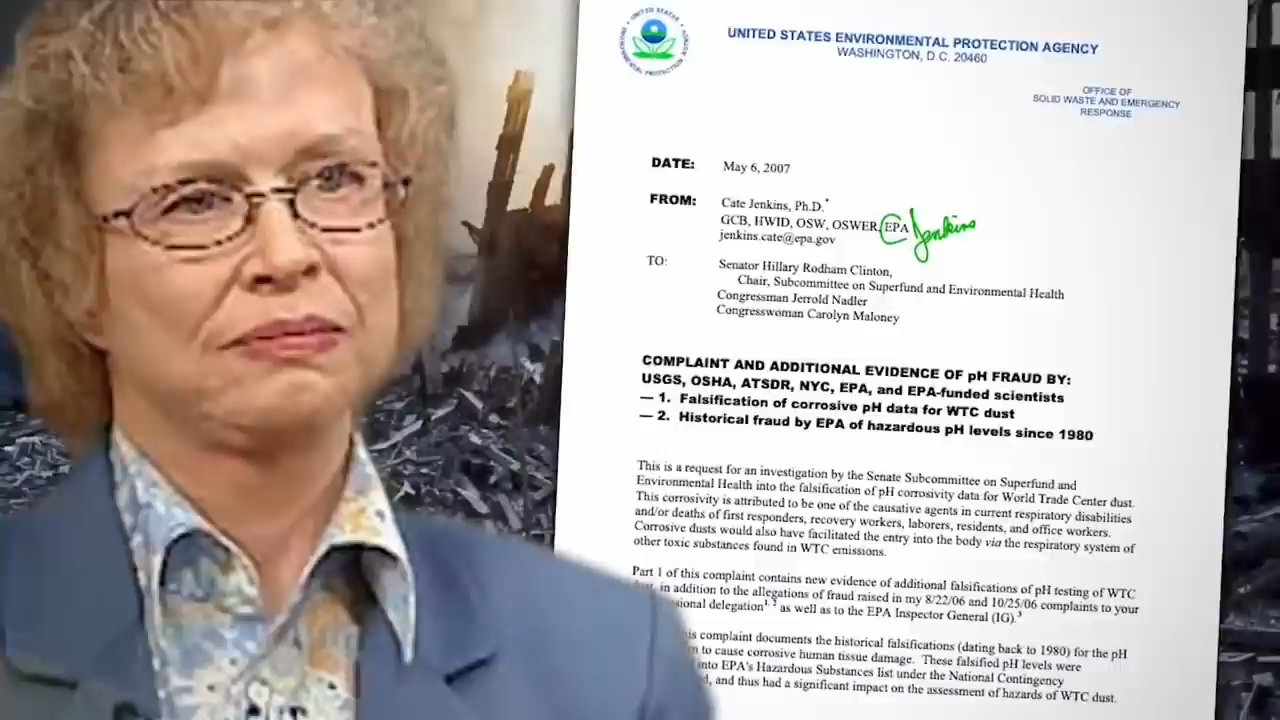 UNITED STATES ENVIRONMENTAL PROTECTION AGENCY
WASHINGTON, D.C. 20460
OFFICE OF
SOLID WASTE AND EMERGENCY
RESPONSE
DATE: May 6, 2007
FROM: Cate Jenkins, Ph.D.*
GCB, HWID, OSW, OSWER, EPA C Jenkins
jenkins.cate@epa.gov
TO: Senator Hillary Rodham Clinton,
Chair, Subcommittee on Superfund and Environmental Health
Congressman Jerrold Nadler
Congresswoman Carolyn Maloney
COMPLAINT AND ADDITIONAL EVIDENCE OF pH FRAUD BY:
USGS, OSHA, ATSDR, NYC, EPA, and EPA-funded scientists
— 1. Falsification of corrosive pH data for WTC dust
— 2. Historical fraud by EPA of hazardous pH levels since 1980
This is a request for an investigation by the Senate Subcommittee on Superfund and
Environmental Health into the falsification of pH corrosivity data for World Trade Center dust.
This corrosivity is attributed to be one of the causative agents in current respiratory disabilities
and/or deaths of first responders, recovery workers, laborers, residents, and office workers.
Corrosive dusts would also have facilitated the entry into the body via the respiratory system of
other toxic substances found in WTC emissions.
Part 1 of this complaint contains new evidence of additional falsifications of pH testing of WTC
in addition to the allegations of fraud raised in my 8/22/06 and 10/25/06 complaints to your
sional delegation1, 2 as well as to the EPA Inspector General (IG).3
is complaint documents the historical falsifications (dating back to 1980) for the pH
n to cause corrosive human tissue damage. These falsified pH levels were
into EPA's Hazardous Substances list under the National Contingency
, and thus had a significant impact on the assessment of hazards of WTC dust.